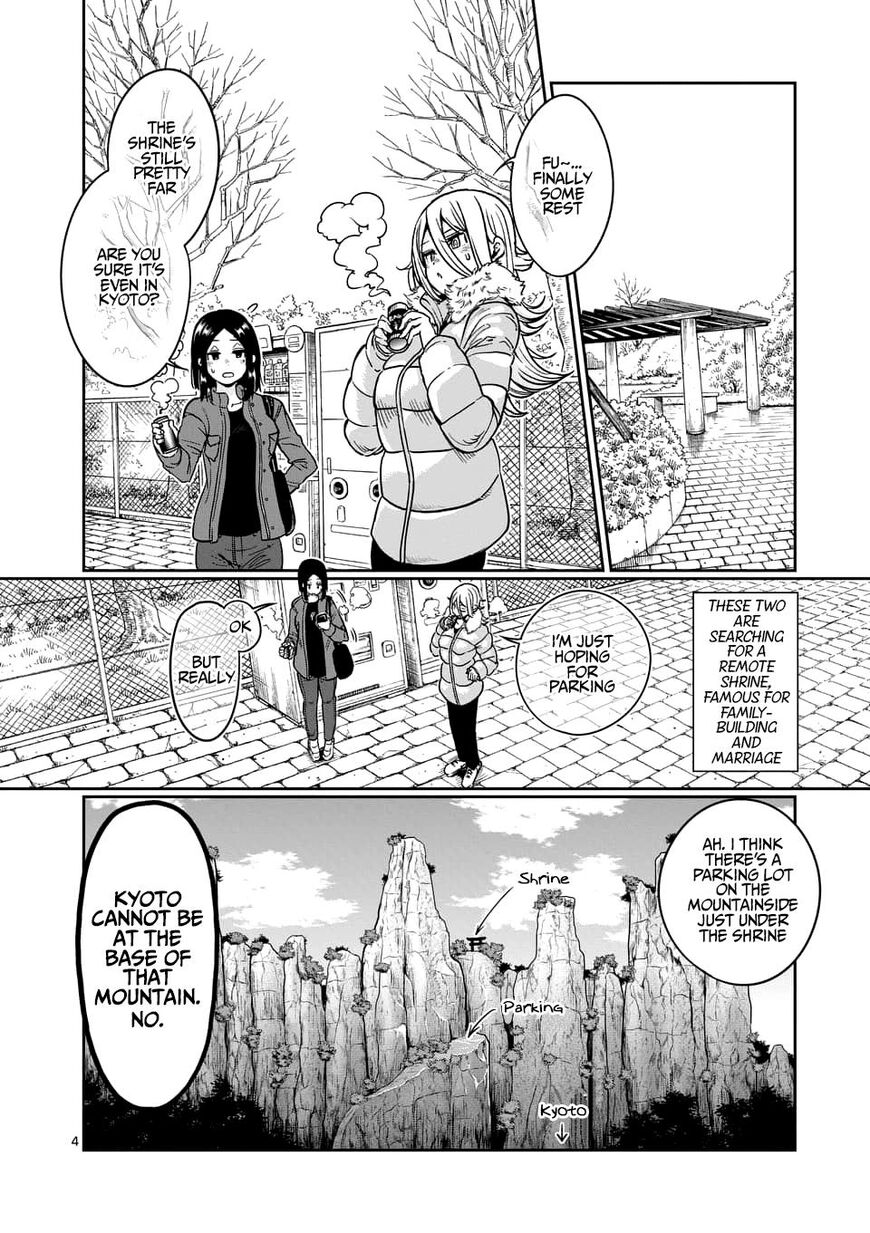 FU~...
FINALLY
SOME
REST
THE
SHRINE'S
STILL
PRETTY
FAR
ARE YOU
SURE IT'S
EVEN IN
KYOTO?
THESE TWO
ARE
SEARCHING
FOR A
REMOTE
SHRINE,
FAMOUS FOR
FAMILY-
BUILDING
AND
MARRIAGE
I'M JUST
HOPING
FOR
PARKING
OK
BUT
REALLY
AH. I THINK
THERE'S A
PARKING LOT
ON THE
MOUNTAINSIDE
JUST UNDER
THE SHRINE
Shrine
Parking
Kyoto
KYOTO
CANNOT BE
AT THE
BASE OF
THAT
MOUNTAIN.
NO.
4